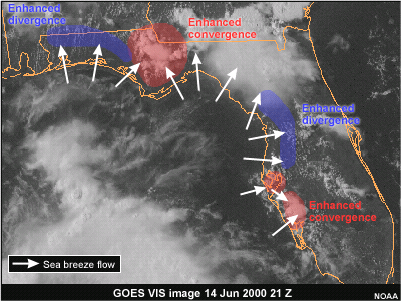 Enhanced
divergence
Enhanced
convergence
Enhanced
divergence
Enhanced
convergence
Sea breeze flow
GOES VIS image 14 Jun 2000 21 Z
NOAA